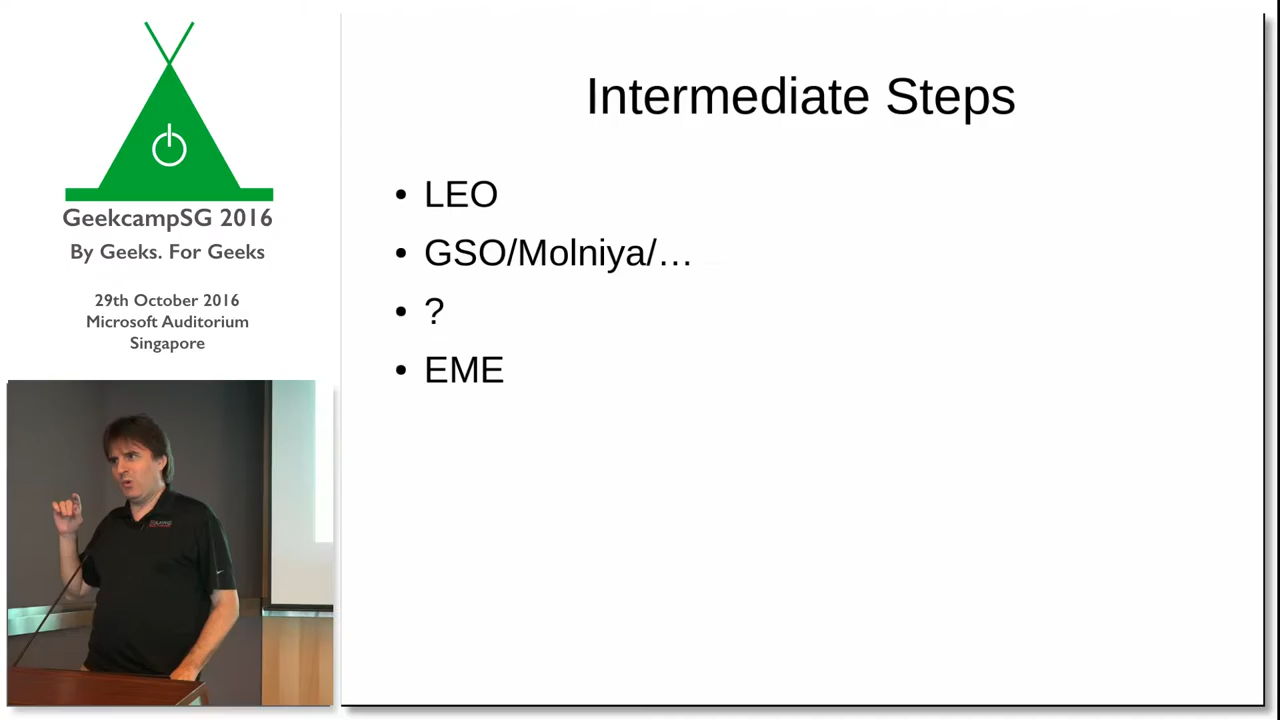 GeekcampSG 2016
By Geeks. For Geeks
29th October 2016
Microsoft Auditorium
Singapore
Intermediate Steps
• LEO
• GSO/Molniya/…
• ?
• EME